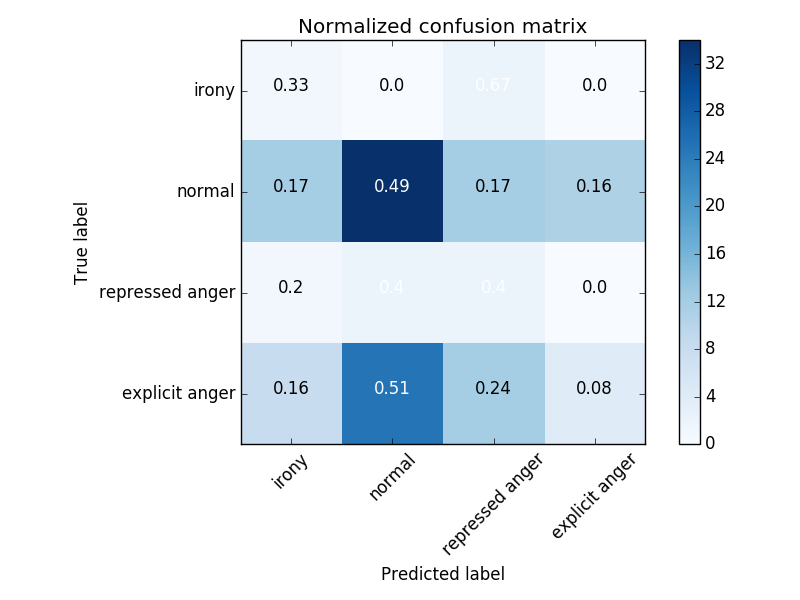 Normalized confusion matrix
irony 0.33 0.0 0.67 0.0
normal 0.17 0.49 0.17 0.16
repressed anger 0.2 0.4 0.4 0.0
explicit anger 0.16 0.51 0.24 0.08
irony normal repressed anger explicit anger
True label
Predicted label
32
28
24
20
16
12
8
4
0